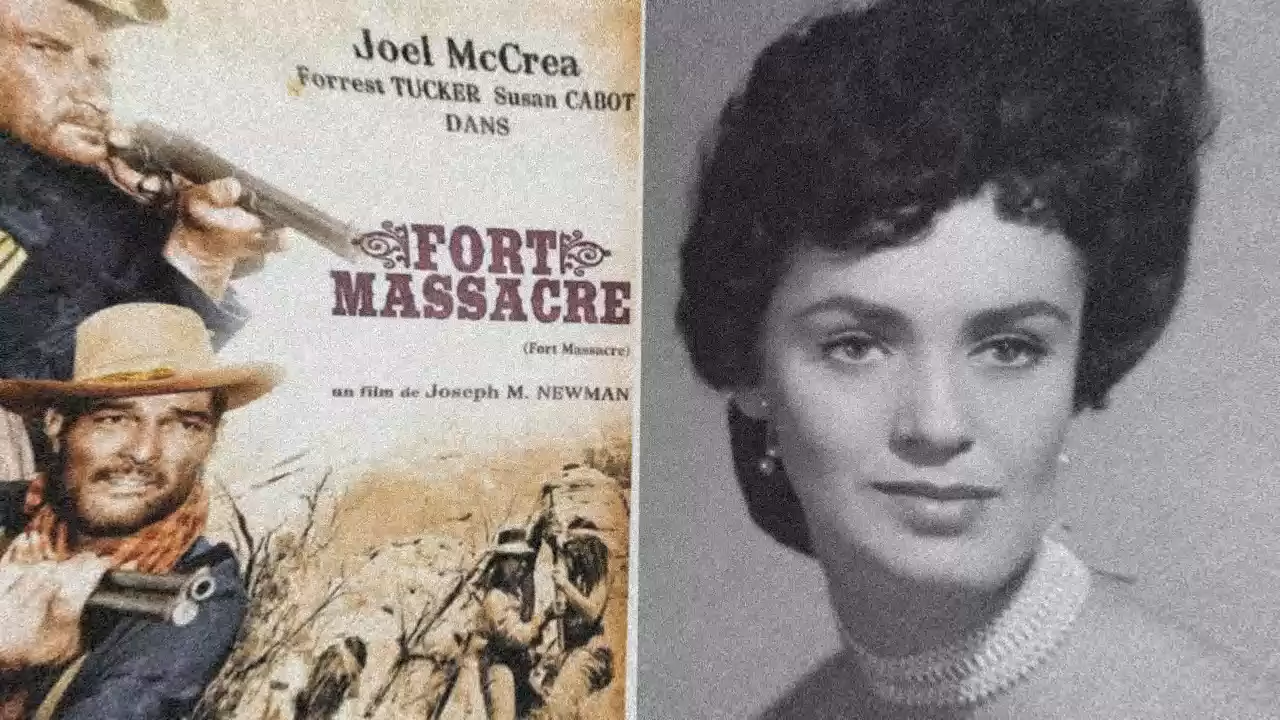 Joel McCrea
Forrest TUCKER Susan CABOT
DANS
FORT
MASSACRE
(Fort Massacre)
un film de Joseph M. NEWMAN